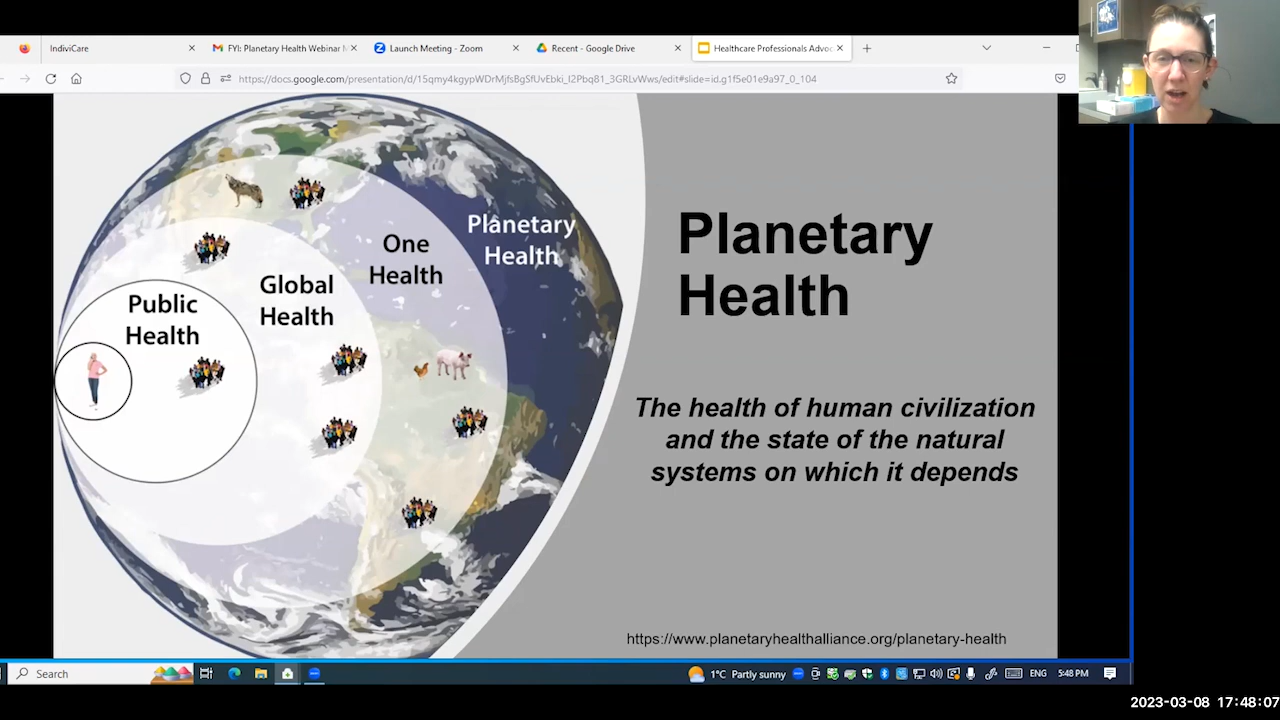 IndiviCare
FYI: Planetary Health Webinar
Launch Meeting - Zoom
Recent - Google Drive
Healthcare Professionals Advoc
https://docs.google.com/presentation/d/15qmy4kgypWDrMjfsBgSfUvEbki_I2Pbq81_3GRLvWws/edit#slide=id.g1f5e01e9a97_0_104
Planetary
Health
One
Health
Global
Health
Public
Health
Planetary
Health
The health of human civilization
and the state of the natural
systems on which it depends
https://www.planetaryhealthalliance.org/planetary-health
Search
1°C Partly sunny
ENG
5:48 PM
2023-03-08 17:48:07